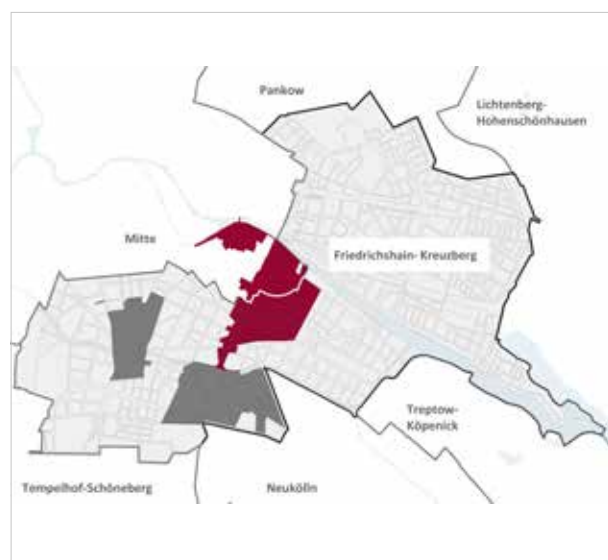 Pankow
Lichtenberg-
Hohenschönhausen
Mitte
Friedrichshain- Kreuzberg
Treptow-
Köpenick
Tempelhof-Schöneberg
Neukölln